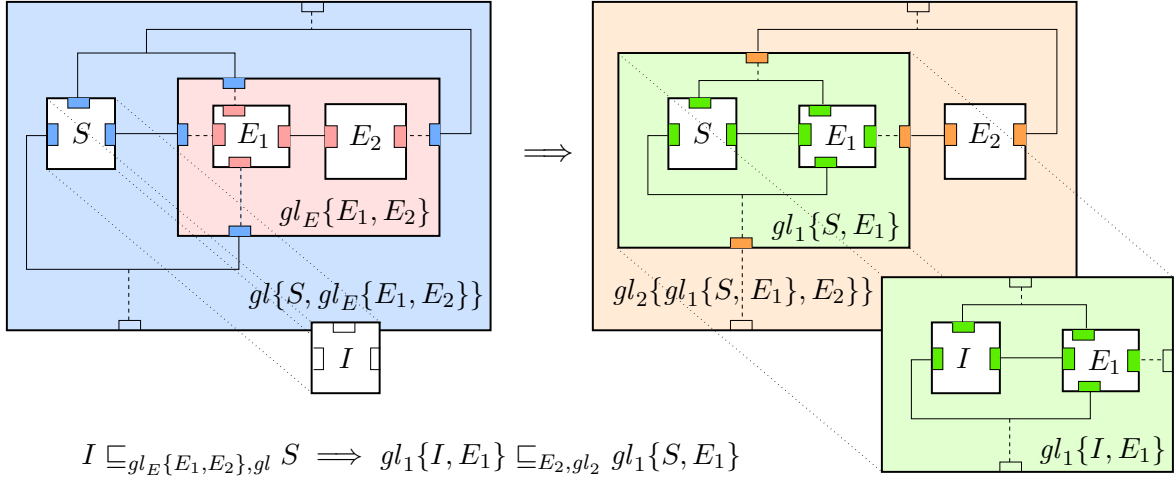 S E₁ E₂
gl_E{E₁, E₂}
gl{S, gl_E{E₁, E₂}}
I
⟹
S E₁ E₂
gl₁{S, E₁}
gl₂{gl₁{S, E₁}, E₂}}
I E₁
gl₁{I, E₁}
I ⊑_{gl_E{E₁,E₂},gl} S ⟹ gl₁{I, E₁} ⊑_{E₂,gl₂} gl₁{S, E₁}